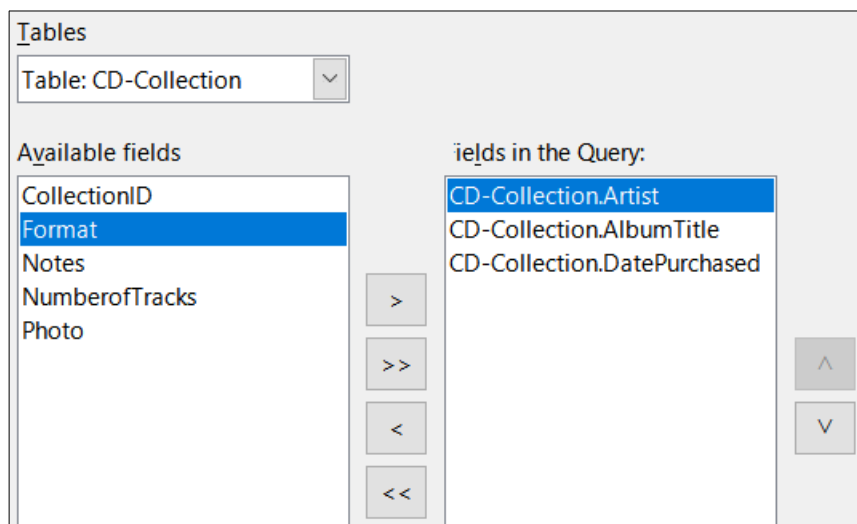 Tables
Table: CD-Collection
Available fields
CollectionID
Format
Notes
NumberofTracks
Photo
>
>>
<
<<
ields in the Query:
CD-Collection.Artist
CD-Collection.AlbumTitle
CD-Collection.DatePurchased
^
v